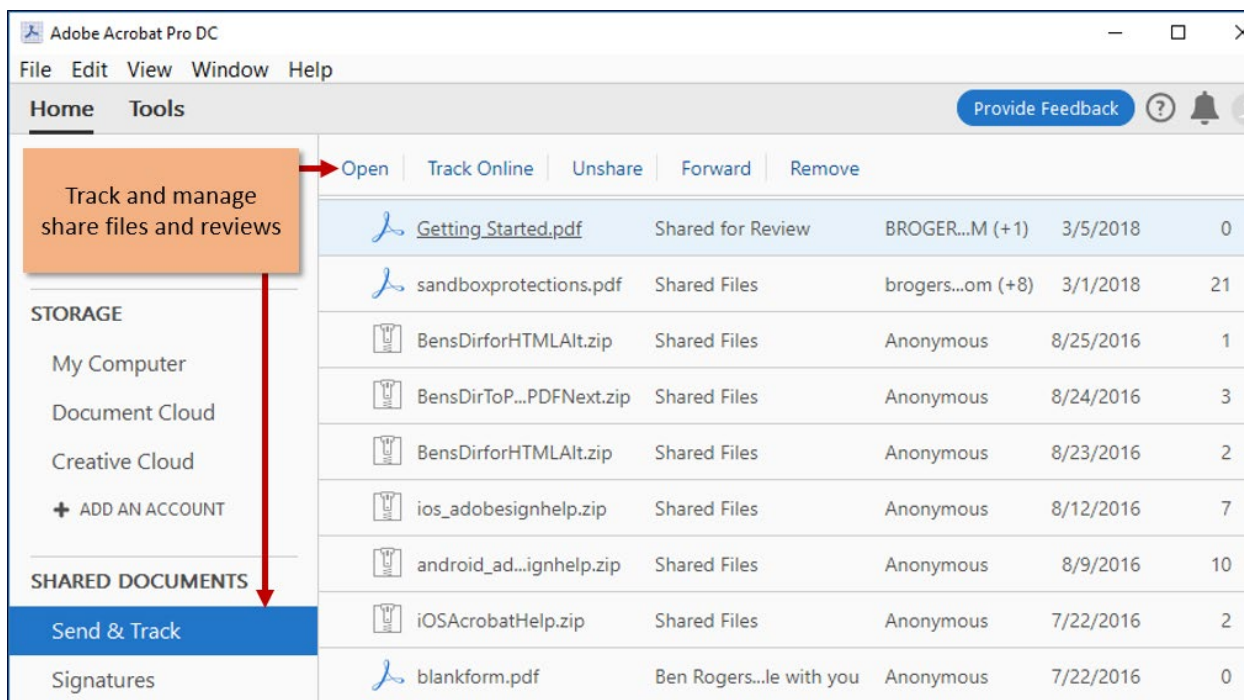 Adobe Acrobat Pro DC
File Edit View Window Help
Home Tools Provide Feedback ?
Track and manage
share files and reviews
Open Track Online Unshare Forward Remove
Getting Started.pdf Shared for Review BROGER...M (+1) 3/5/2018 0
sandboxprotections.pdf Shared Files brogers...om (+8) 3/1/2018 21
BensDirforHTMLAlt.zip Shared Files Anonymous 8/25/2016 1
BensDirToP...PDFNext.zip Shared Files Anonymous 8/24/2016 3
BensDirforHTMLAlt.zip Shared Files Anonymous 8/23/2016 2
ios_adobesignhelp.zip Shared Files Anonymous 8/12/2016 7
android_ad...ignhelp.zip Shared Files Anonymous 8/9/2016 10
iOSAcrobatHelp.zip Shared Files Anonymous 7/22/2016 2
blankform.pdf Ben Rogers...le with you Anonymous 7/22/2016 0
STORAGE
My Computer
Document Cloud
Creative Cloud
+ ADD AN ACCOUNT
SHARED DOCUMENTS
Send & Track
Signatures